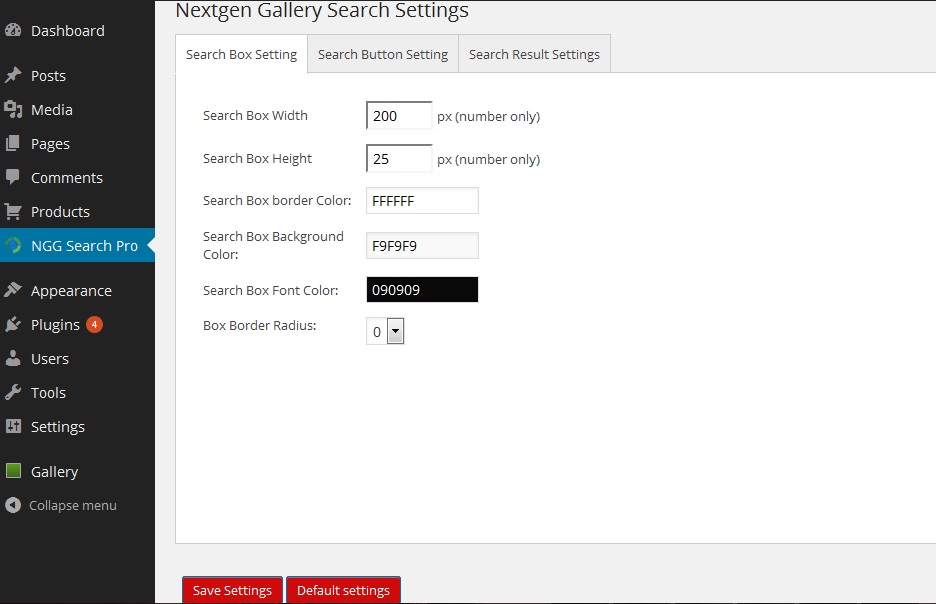 Dashboard
Posts
Media
Pages
Comments
Products
NGG Search Pro
Appearance
Plugins 4
Users
Tools
Settings
Gallery
Collapse menu
Nextgen Gallery Search Settings
Search Box Setting Search Button Setting Search Result Settings
Search Box Width 200 px (number only)
Search Box Height 25 px (number only)
Search Box border Color: FFFFFF
Search Box Background
Color: F9F9F9
Search Box Font Color: 090909
Box Border Radius: 0
Save Settings Default settings